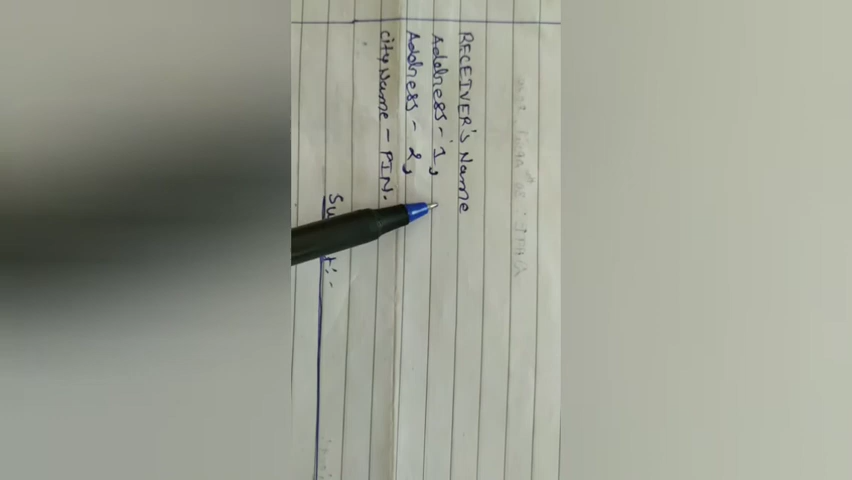 RECEIVER'S Name
Address - 1,
Address - 2,
City Name - PIN.